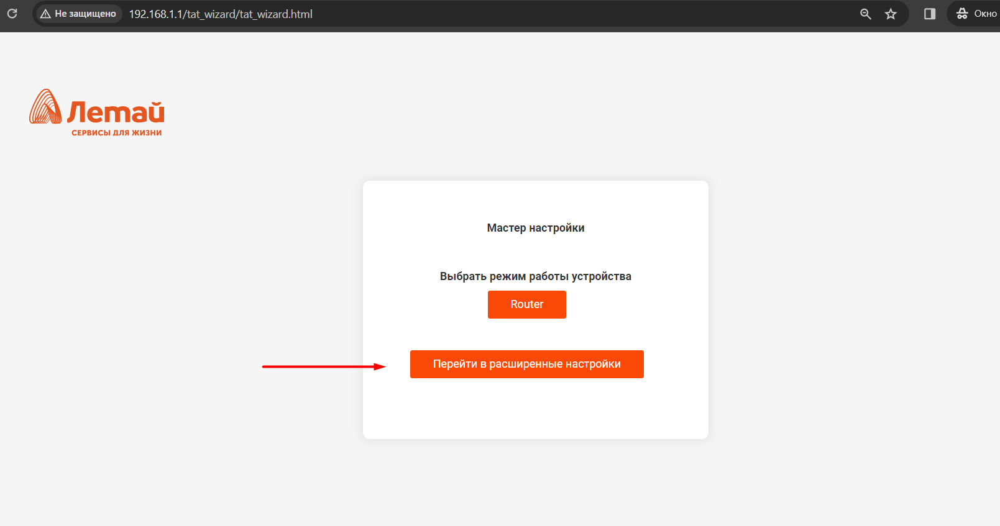 Не защищено 192.168.1.1/tat_wizard/tat_wizard.html Окно
Летай
СЕРВИСЫ ДЛЯ ЖИЗНИ
Мастер настройки
Выбрать режим работы устройства
Router
Перейти в расширенные настройки